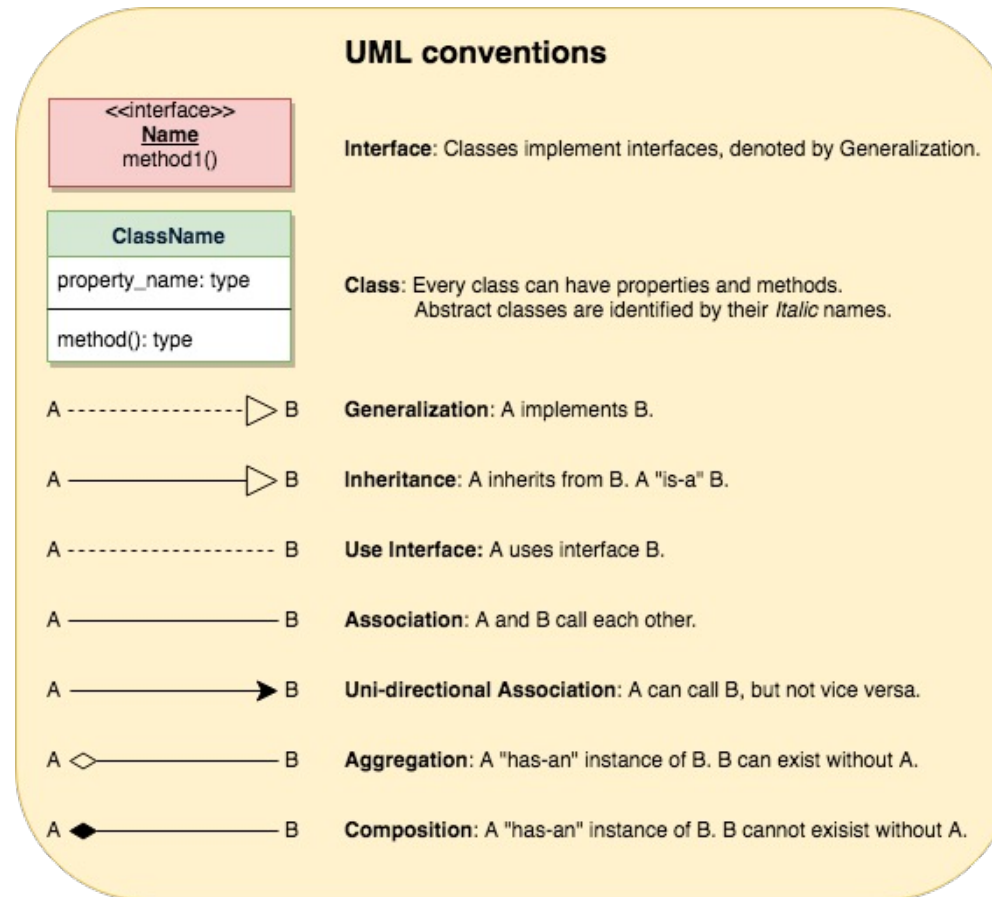 UML conventions
<<interface>>
Name
method1()
Interface: Classes implement interfaces, denoted by Generalization.
ClassName
property_name: type
method(): type
Class: Every class can have properties and methods.
Abstract classes are identified by their Italic names.
A B Generalization: A implements B.
A B Inheritance: A inherits from B. A "is-a" B.
A B Use Interface: A uses interface B.
A B Association: A and B call each other.
A B Uni-directional Association: A can call B, but not vice versa.
A B Aggregation: A "has-an" instance of B. B can exist without A.
A B Composition: A "has-an" instance of B. B cannot exisist without A.